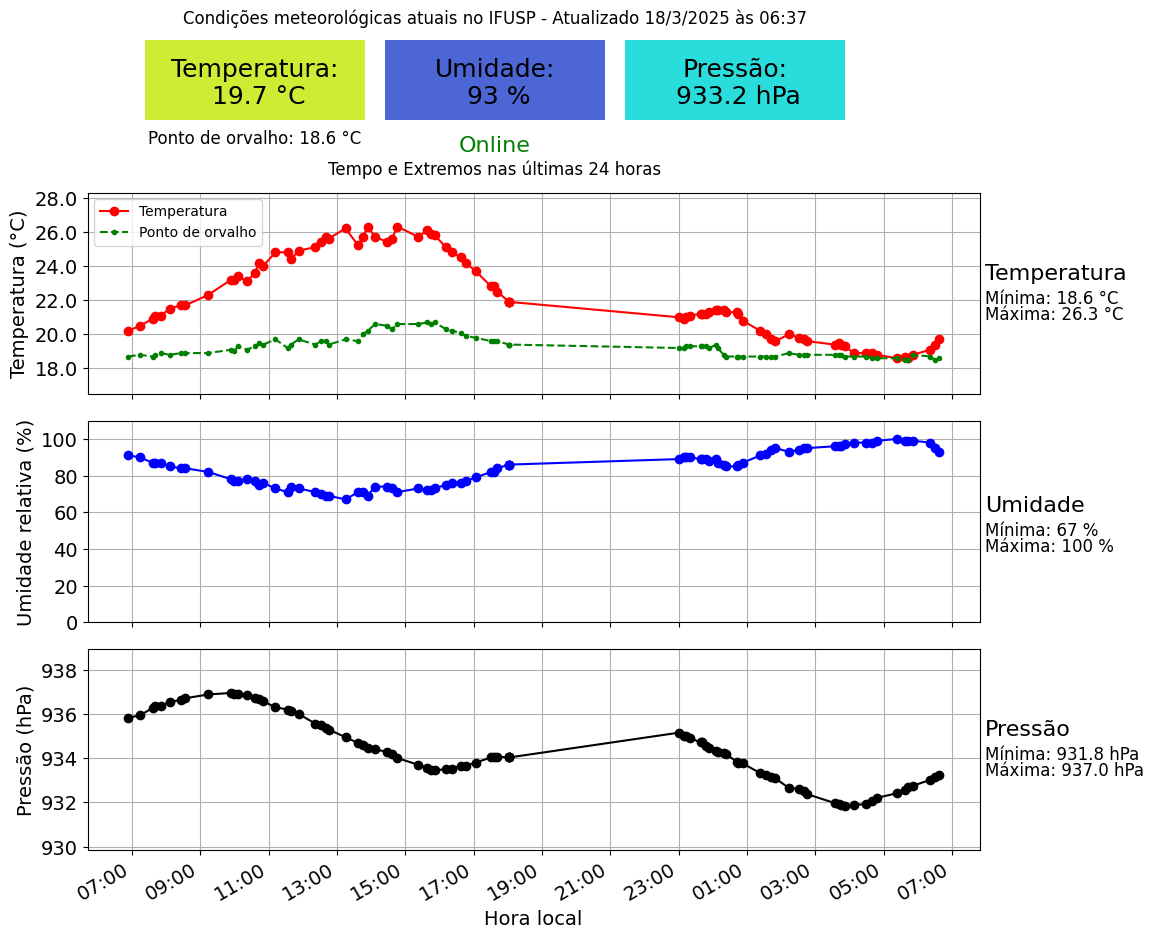 Condições meteorológicas atuais no IFUSP - Atualizado 18/3/2025 às 06:37
Temperatura:
19.7 °C
Umidade:
93 %
Pressão:
933.2 hPa
Ponto de orvalho: 18.6 °C
Online
Tempo e Extremos nas últimas 24 horas
Temperatura (°C)
28.0
26.0
24.0
22.0
20.0
18.0
Temperatura
Ponto de orvalho
Temperatura
Mínima: 18.6 °C
Máxima: 26.3 °C
Umidade relativa (%)
100
80
60
40
20
0
Umidade
Mínima: 67 %
Máxima: 100 %
Pressão (hPa)
938
936
934
932
930
Pressão
Mínima: 931.8 hPa
Máxima: 937.0 hPa
07:00 09:00 11:00 13:00 15:00 17:00 19:00 21:00 23:00 01:00 03:00 05:00 07:00
Hora local